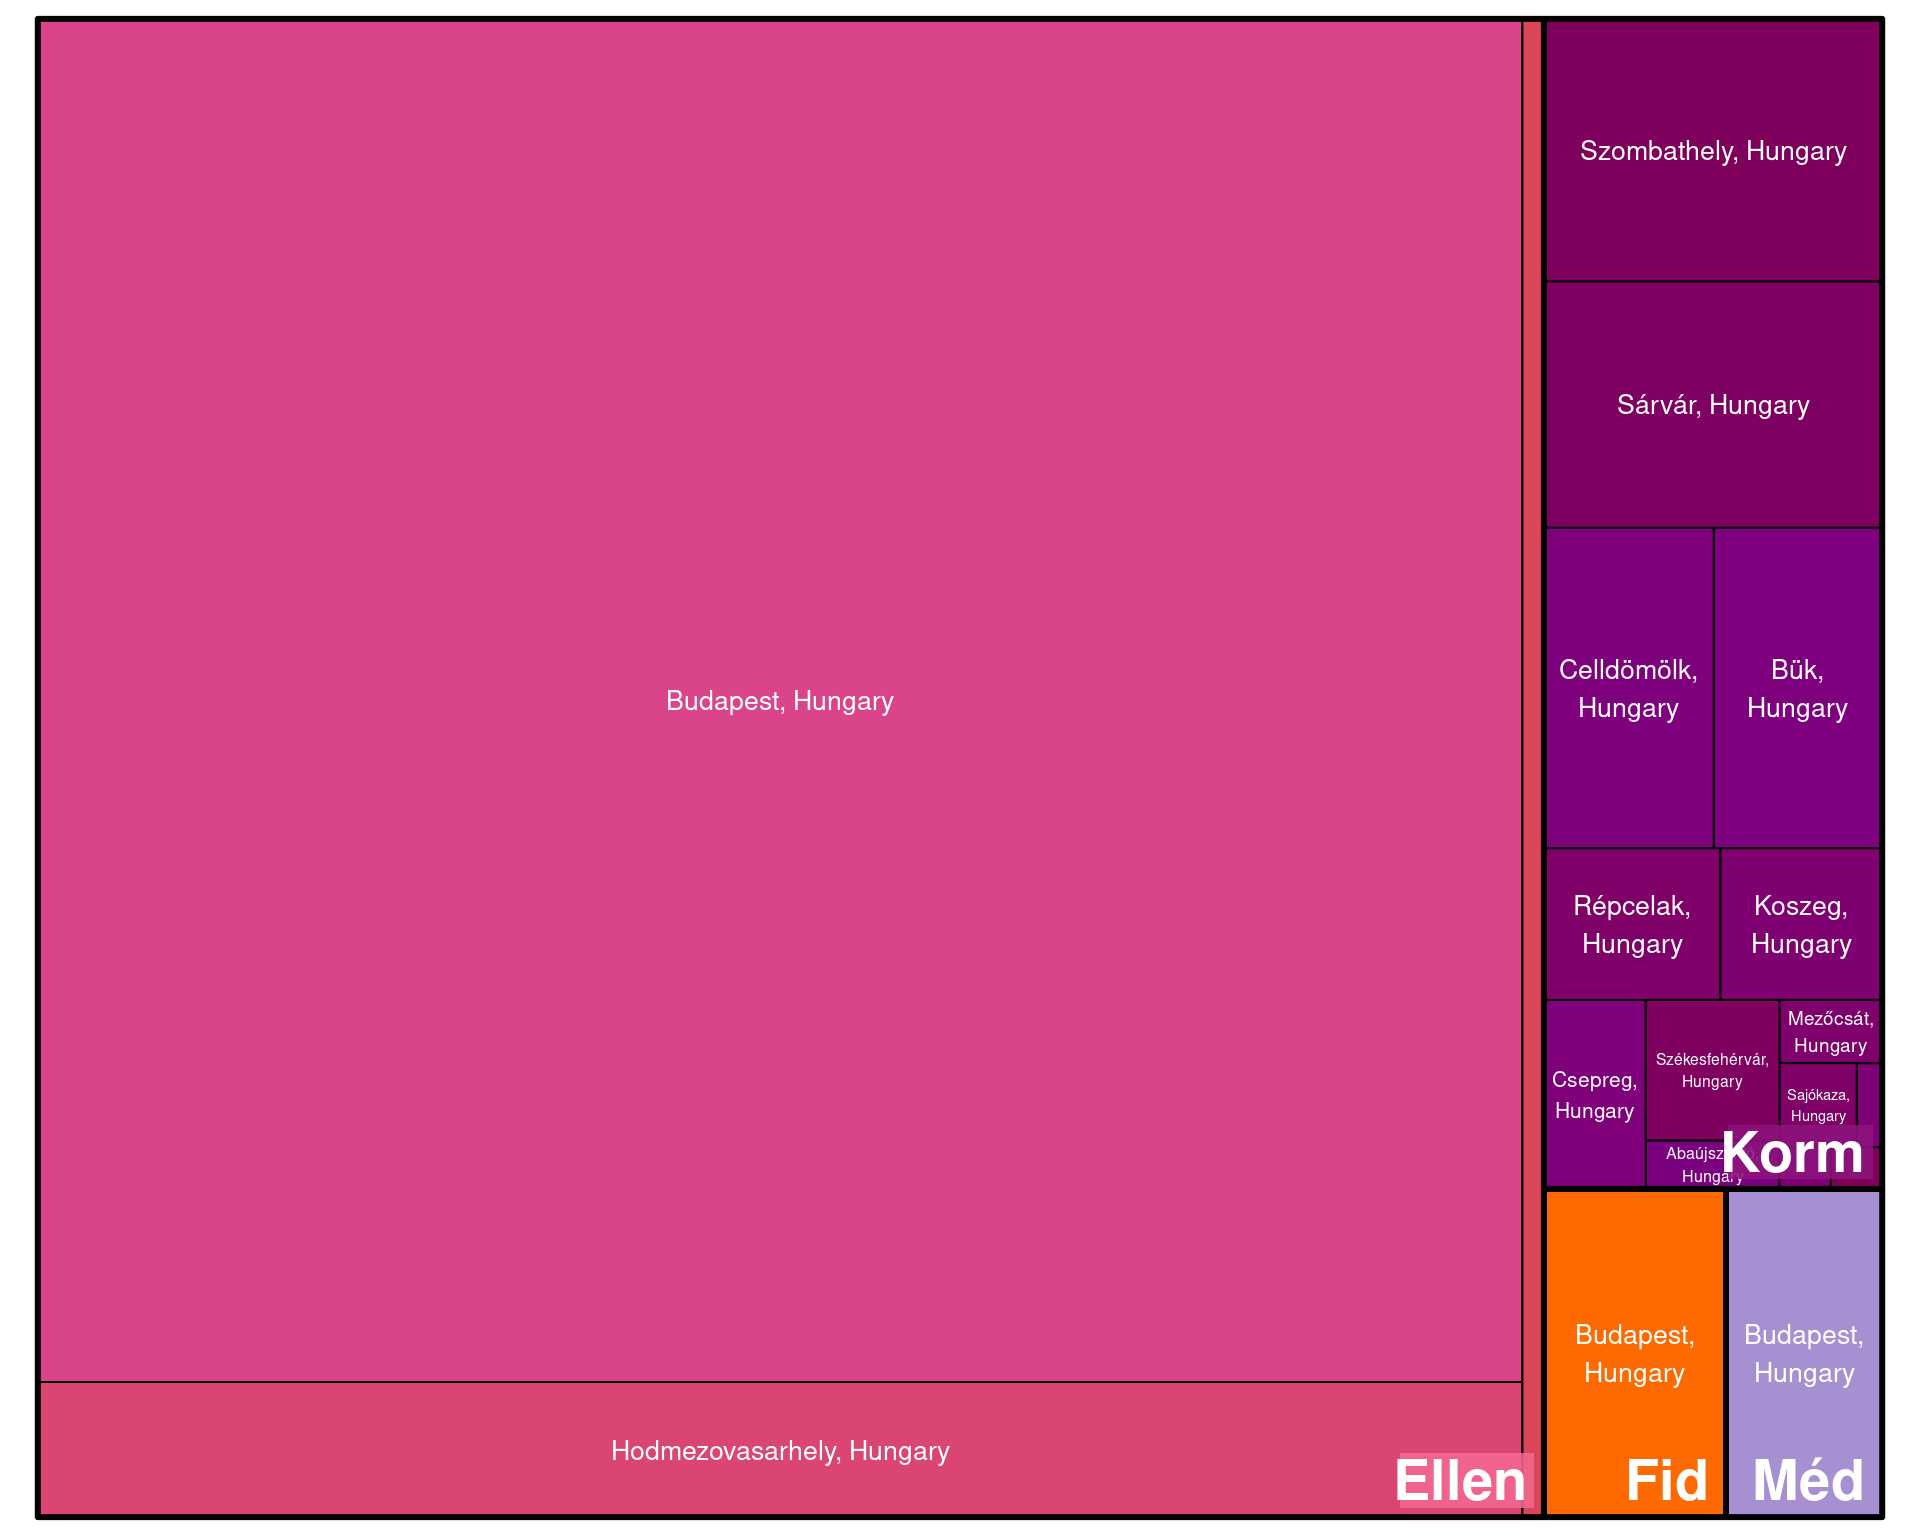 Budapest, Hungary
Hodmezovasarhely, Hungary
Ellen
Szombathely, Hungary
Sárvár, Hungary
Celldömölk,
Hungary
Bük,
Hungary
Répcelak,
Hungary
Koszeg,
Hungary
Csepreg,
Hungary
Székesfehérvár,
Hungary
Mezőcsát,
Hungary
Sajókaza,
Hungary
Hungary
Korm
Budapest,
Hungary
Fid
Budapest,
Hungary
Méd